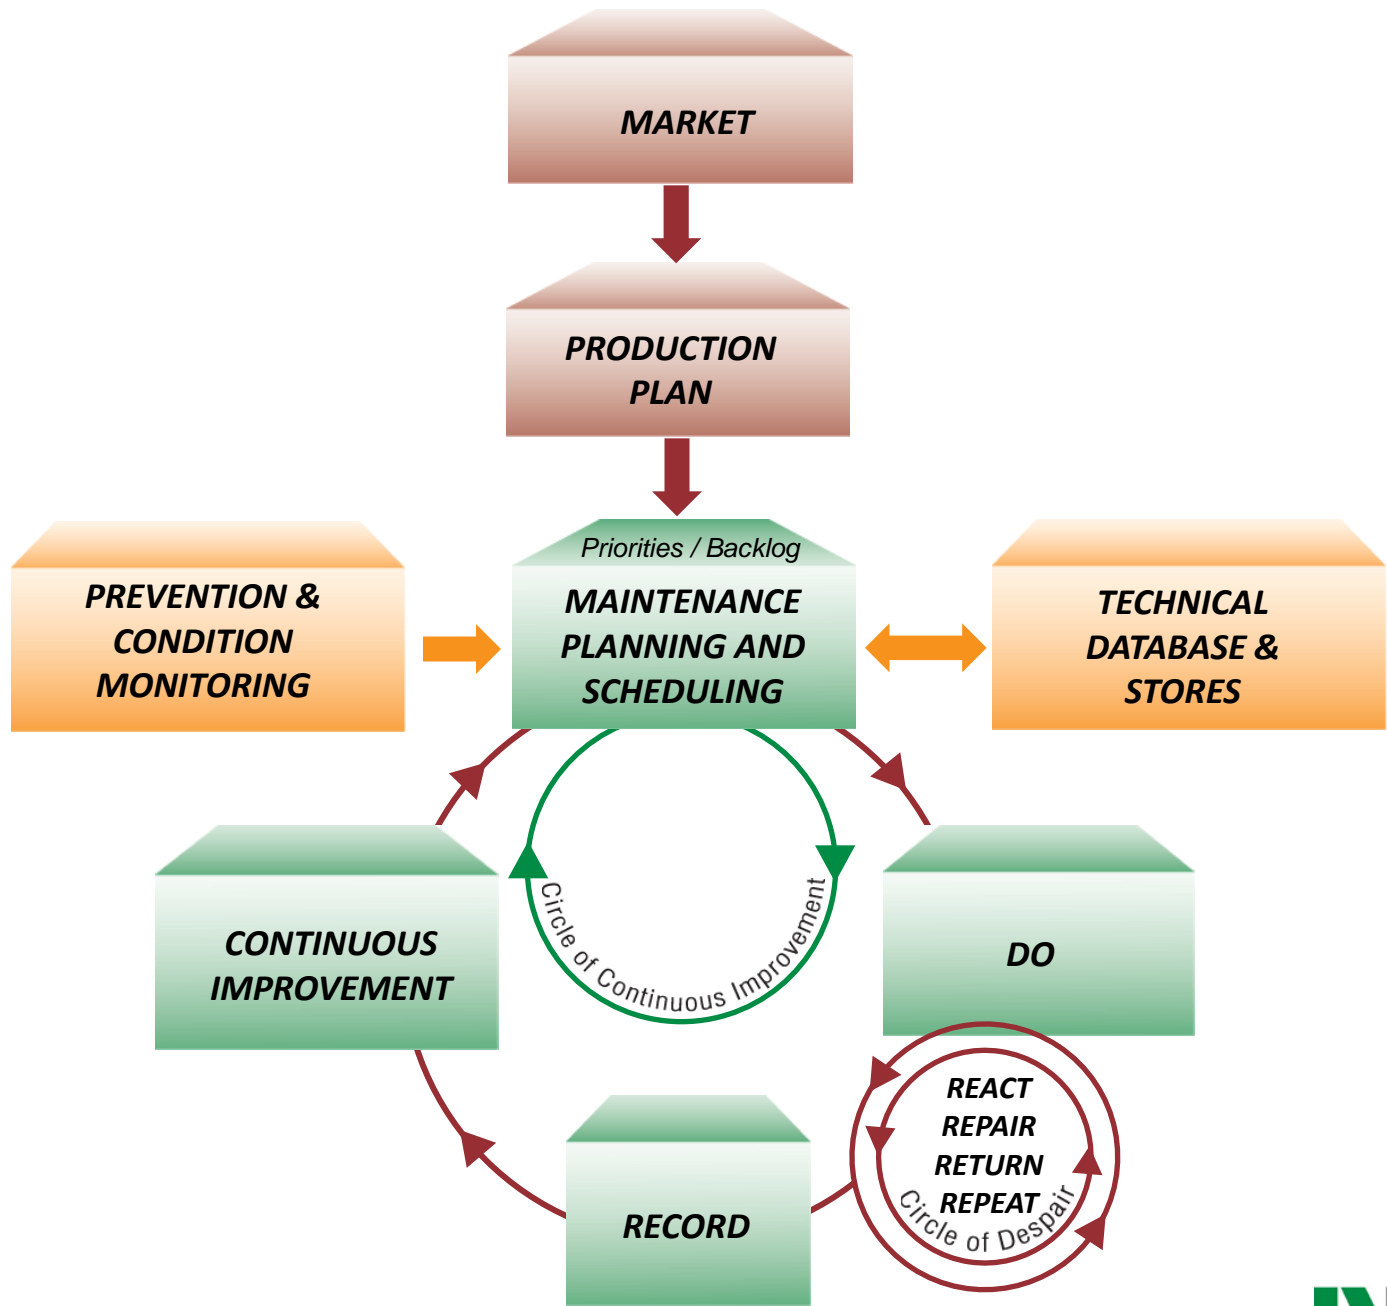 MARKET
PRODUCTION
PLAN
Priorities / Backlog
MAINTENANCE
PLANNING AND
SCHEDULING
PREVENTION &
CONDITION
MONITORING
TECHNICAL
DATABASE &
STORES
Circle of Continuous Improvement
CONTINUOUS
IMPROVEMENT
DO
REACT
REPAIR
RETURN
REPEAT
Circle of Despair
RECORD